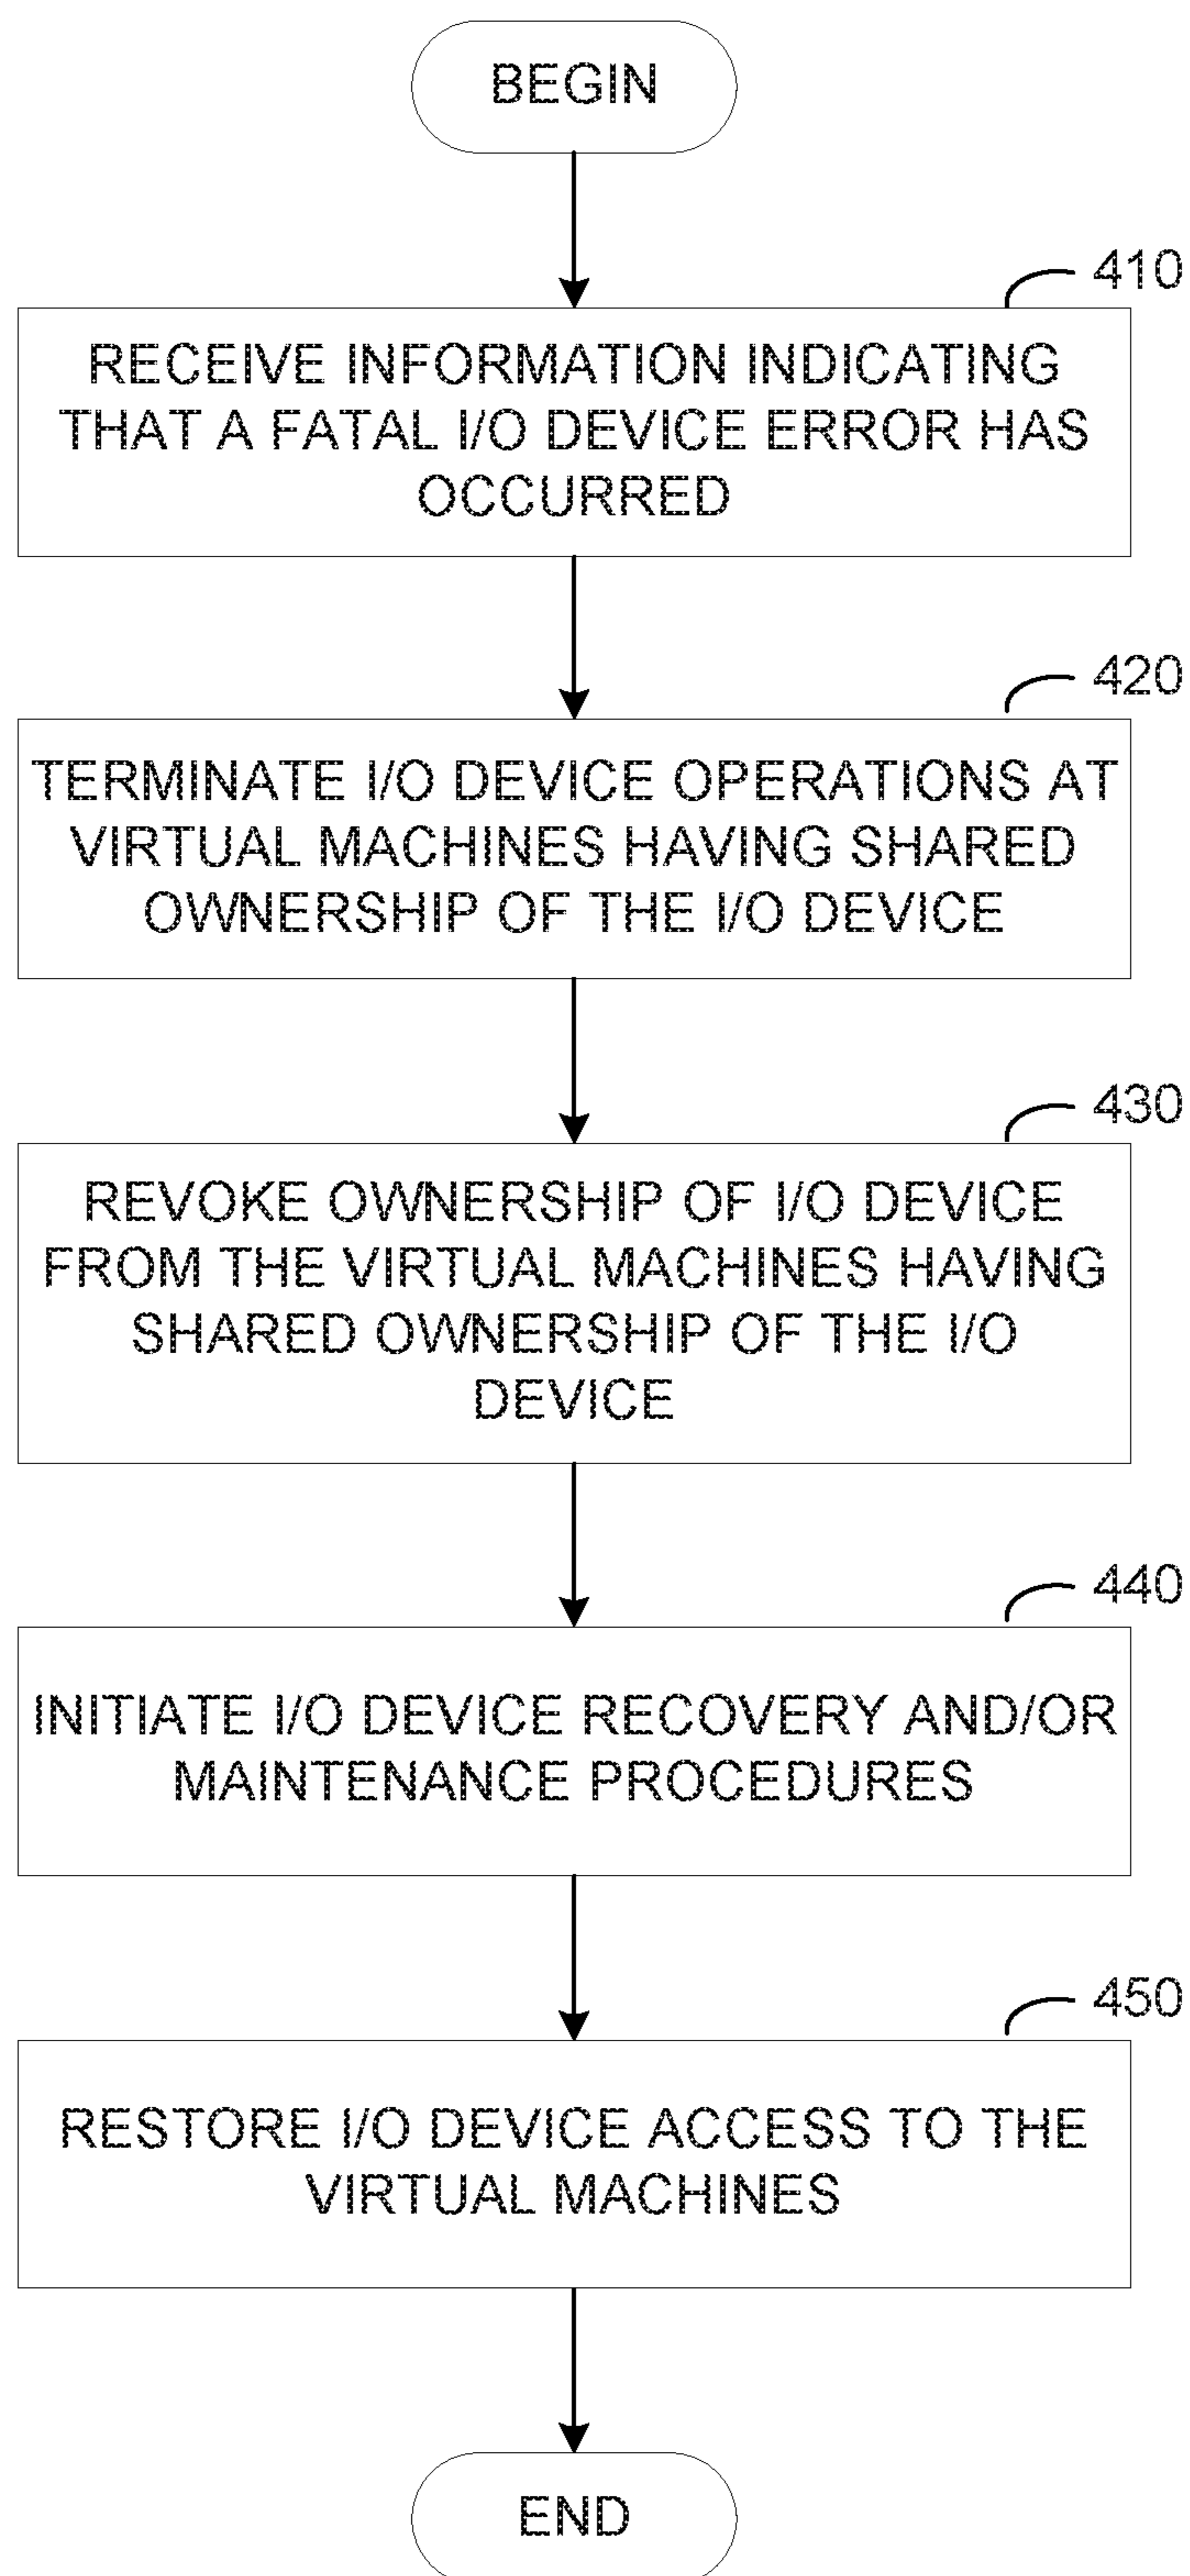 BEGIN
410
RECEIVE INFORMATION INDICATING
THAT A FATAL I/O DEVICE ERROR HAS
OCCURRED
420
TERMINATE I/O DEVICE OPERATIONS AT
VIRTUAL MACHINES HAVING SHARED
OWNERSHIP OF THE I/O DEVICE
430
REVOKE OWNERSHIP OF I/O DEVICE
FROM THE VIRTUAL MACHINES HAVING
SHARED OWNERSHIP OF THE I/O
DEVICE
440
INITIATE I/O DEVICE RECOVERY AND/OR
MAINTENANCE PROCEDURES
450
RESTORE I/O DEVICE ACCESS TO THE
VIRTUAL MACHINES
END